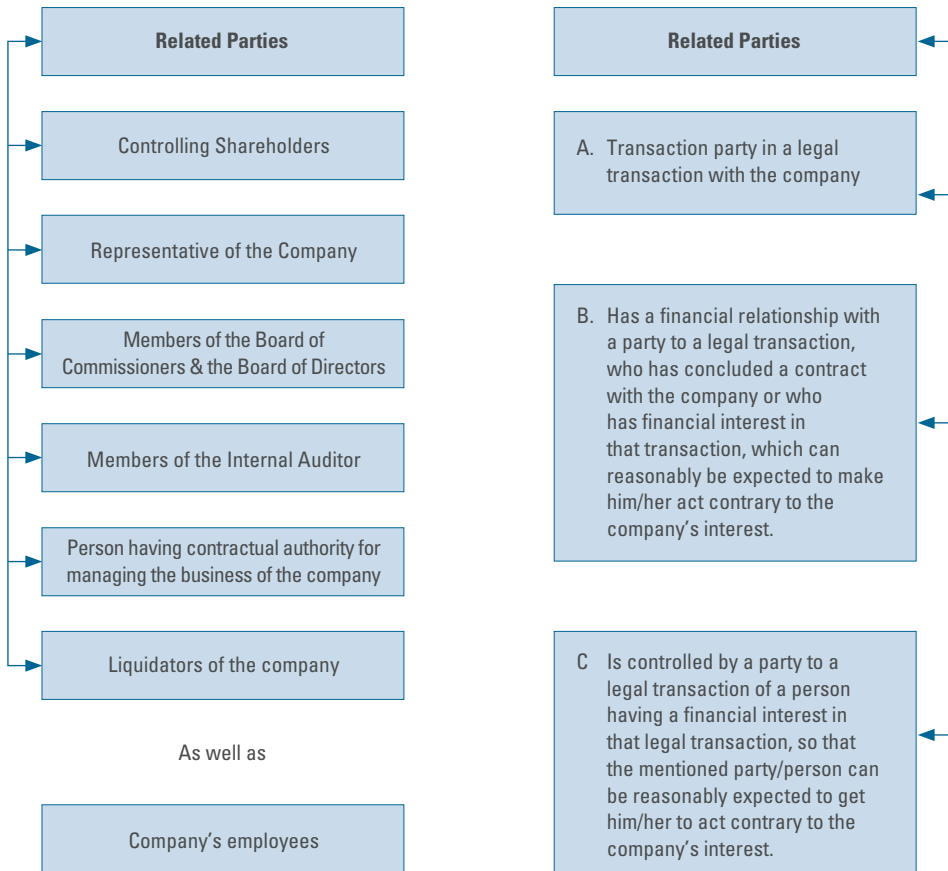 Related Parties
Controlling Shareholders
Representative of the Company
Members of the Board of
Commissioners & the Board of Directors
Members of the Internal Auditor
Person having contractual authority for
managing the business of the company
Liquidators of the company
As well as
Company's employees
Related Parties
A. Transaction party in a legal
transaction with the company
B. Has a financial relationship with
a party to a legal transaction,
who has concluded a contract
with the company or who
has financial interest in
that transaction, which can
reasonably be expected to make
him/her act contrary to the
company's interest.
C Is controlled by a party to a
legal transaction of a person
having a financial interest in
that legal transaction, so that
the mentioned party/person can
be reasonably expected to get
him/her to act contrary to the
company's interest.